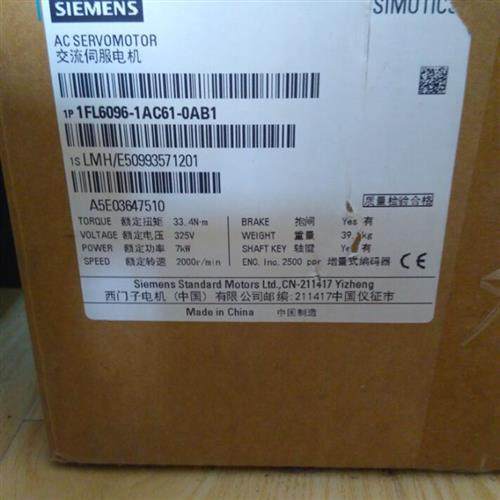 SIEMENS
SIMOTICS
AC SERVOMOTOR
交流伺服电机
1P 1FL6096-1AC61-0AB1
1S LMH/E50993571201
A5E03647510
质量检验合格
TORQUE 额定扭矩 33.4N·m BRAKE 抱闸 Yes 有
VOLTAGE 额定电压 325V WEIGHT 重量
POWER 额定功率 7kW SHAFT KEY 轴键 Yes 有
SPEED 额定转速 2000r/min ENC. Inc. 2500 ppr 增量式编码器
CE
Siemens Standard Motors Ltd.,CN-211417 Yizheng
西门子电机（中国）有限公司邮编:211417中国仪征市
Made in China 中国制造